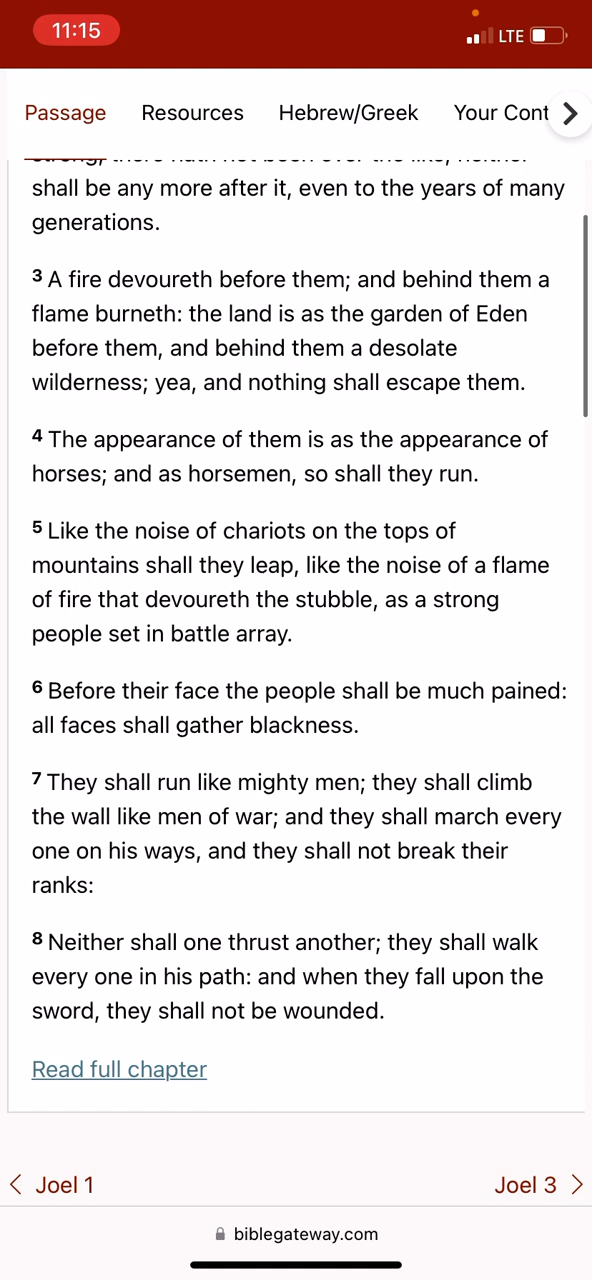 11:15
LTE
Passage Resources Hebrew/Greek Your Cont
shall be any more after it, even to the years of many
generations.
3 A fire devoureth before them; and behind them a
flame burneth: the land is as the garden of Eden
before them, and behind them a desolate
wilderness; yea, and nothing shall escape them.
4 The appearance of them is as the appearance of
horses; and as horsemen, so shall they run.
5 Like the noise of chariots on the tops of
mountains shall they leap, like the noise of a flame
of fire that devoureth the stubble, as a strong
people set in battle array.
6 Before their face the people shall be much pained:
all faces shall gather blackness.
7 They shall run like mighty men; they shall climb
the wall like men of war; and they shall march every
one on his ways, and they shall not break their
ranks:
8 Neither shall one thrust another; they shall walk
every one in his path: and when they fall upon the
sword, they shall not be wounded.
Read full chapter
Joel 1 Joel 3
biblegateway.com